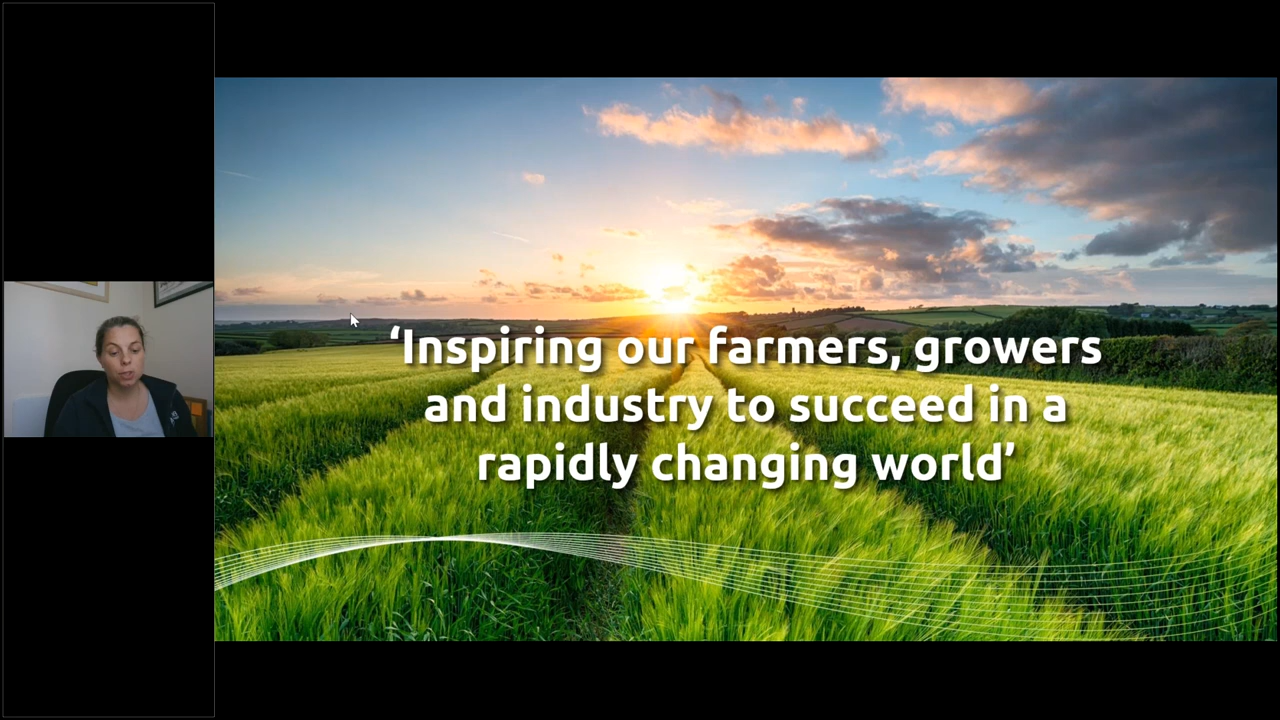 ‘Inspiring our farmers, growers
and industry to succeed in a
rapidly changing world’